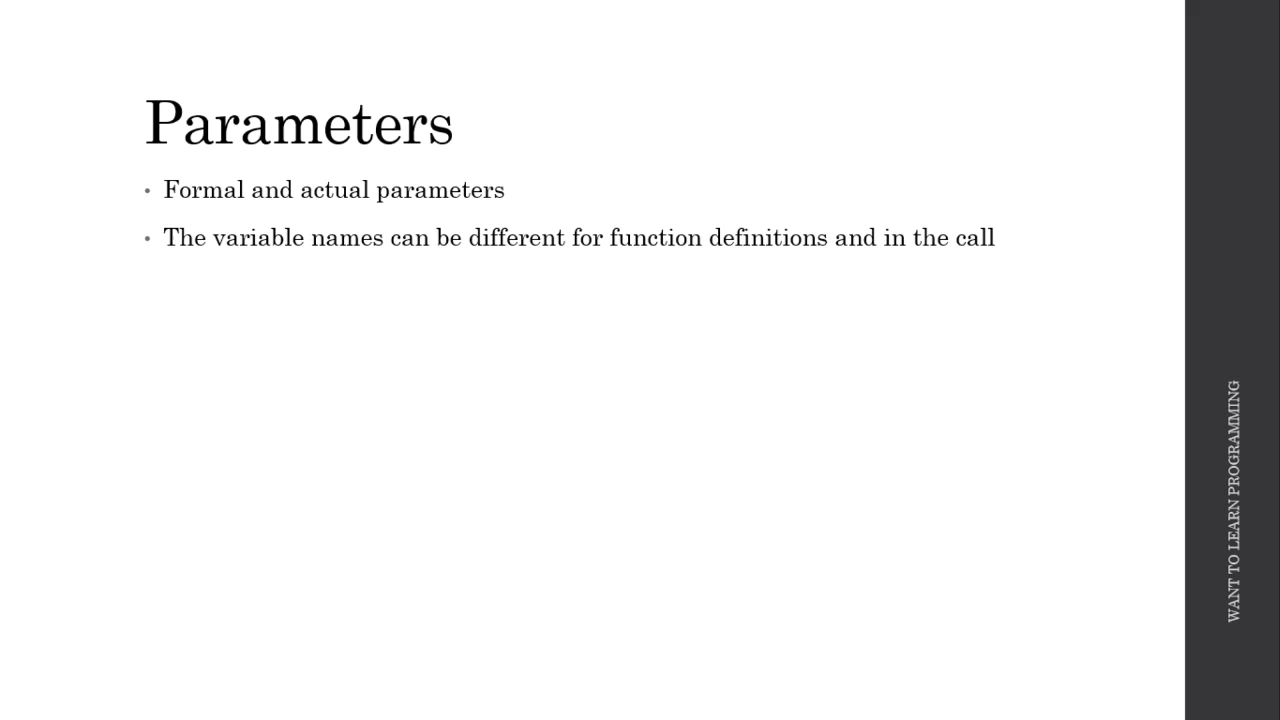 Parameters
• Formal and actual parameters
• The variable names can be different for function definitions and in the call
WANT TO LEARN PROGRAMMING